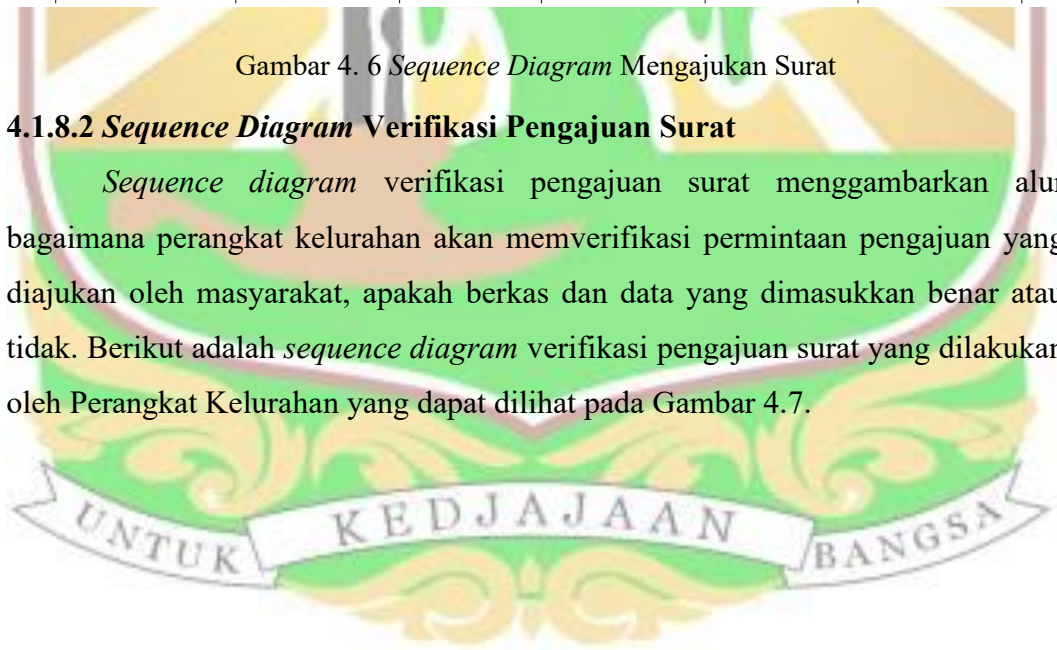 Gambar 4. 6 Sequence Diagram Mengajukan Surat
4.1.8.2 Sequence Diagram Verifikasi Pengajuan Surat
Sequence diagram verifikasi pengajuan surat menggambarkan alur
bagaimana perangkat kelurahan akan memverifikasi permintaan pengajuan yang
diajukan oleh masyarakat, apakah berkas dan data yang dimasukkan benar atau
tidak. Berikut adalah sequence diagram verifikasi pengajuan surat yang dilakukan
oleh Perangkat Kelurahan yang dapat dilihat pada Gambar 4.7.
UNTUK KEDJAJAAN BANGSA